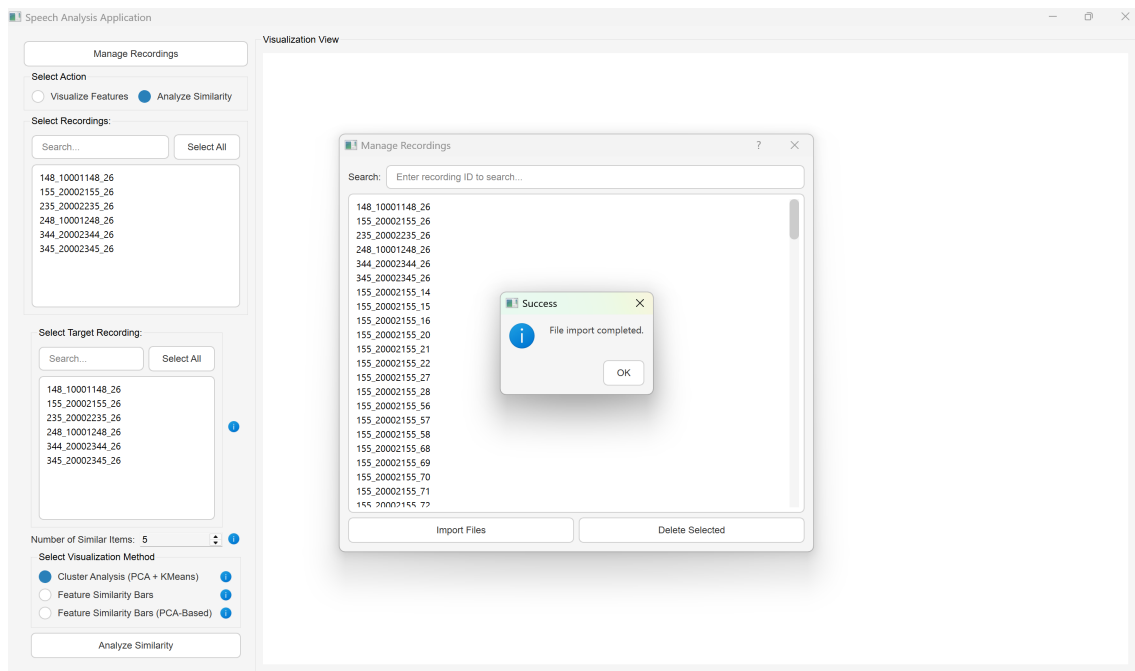 Speech Analysis Application
Manage Recordings
Select Action
Visualize Features
Analyze Similarity
Select Recordings:
Search...
Select All
148_10001148_26
155_20002155_26
235_20002235_26
248_10001248_26
344_20002344_26
345_20002345_26
Select Target Recording:
Search...
Select All
148_10001148_26
155_20002155_26
235_20002235_26
248_10001248_26
344_20002344_26
345_20002345_26
Number of Similar Items: 5
Select Visualization Method
Cluster Analysis (PCA + KMeans)
Feature Similarity Bars
Feature Similarity Bars (PCA-Based)
Analyze Similarity
Visualization View
Manage Recordings
?
Search: Enter recording ID to search...
148_10001148_26
155_20002155_26
235_20002235_26
248_10001248_26
344_20002344_26
345_20002345_26
155_20002155_14
155_20002155_15
155_20002155_16
155_20002155_20
155_20002155_21
155_20002155_22
155_20002155_27
155_20002155_28
155_20002155_56
155_20002155_57
155_20002155_58
155_20002155_68
155_20002155_69
155_20002155_70
155_20002155_71
155_20002155_72
Import Files
Delete Selected
Success
File import completed.
OK